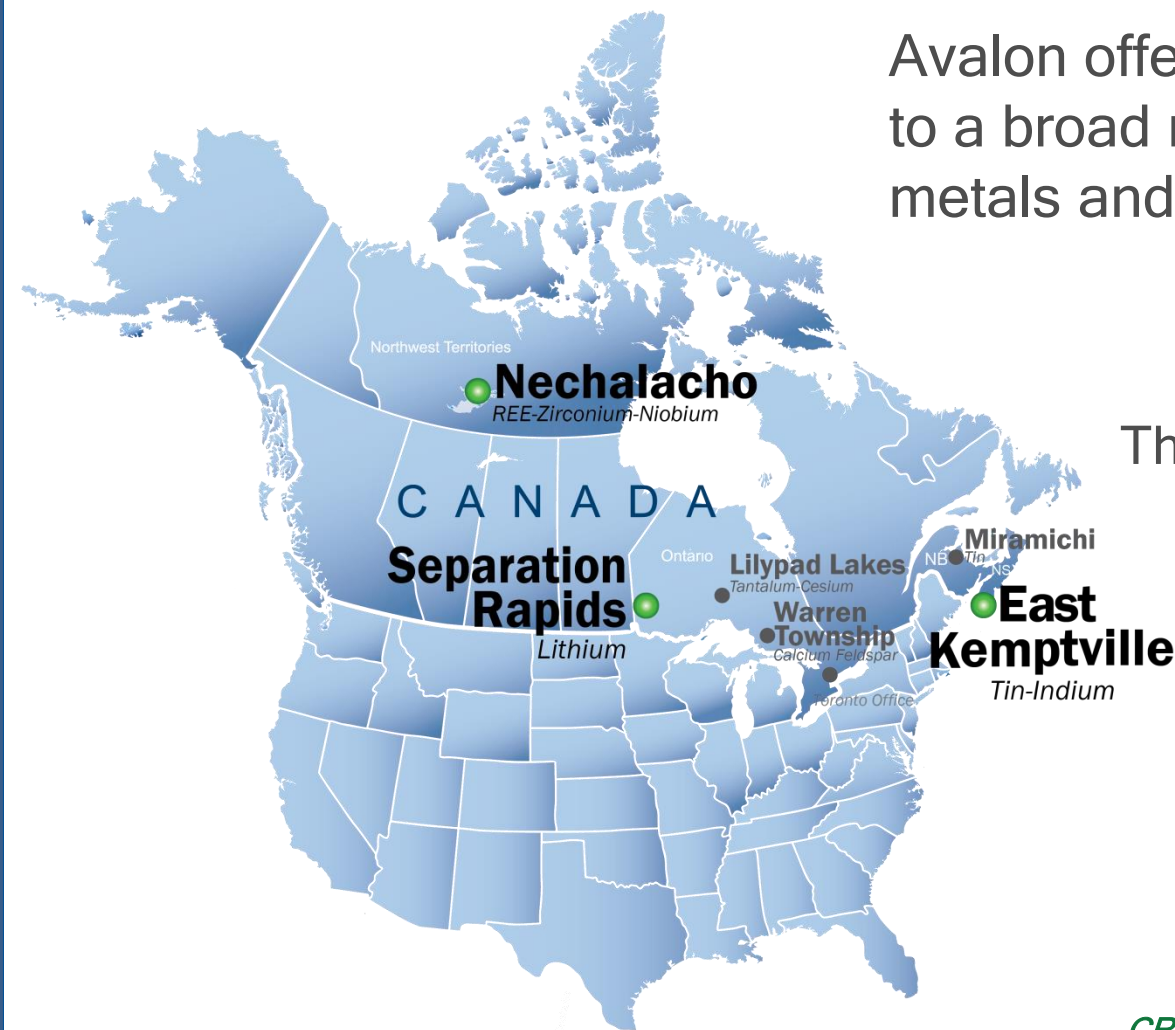 Avalon offe
to a broad
metals and
Northwest Territories
Nechalacho
REE-Zirconium-Niobium
Th
CANADA
Separation
Rapids
Lithium
Ontario
Lilypad Lakes
Tantalum-Cesium
Warren
Township
Calcium Feldspar
Toronto Office
NB
Miramichi
Tin
NS
East
Kemptville
Tin-Indium